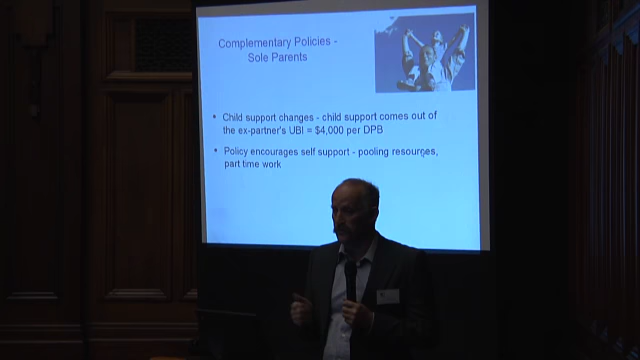 Complementary Policies -
Sole Parents
• Child support changes - child support comes out of
the ex-partner's UBI = $4,000 per DPB
• Policy encourages self support - pooling resources,
part time work